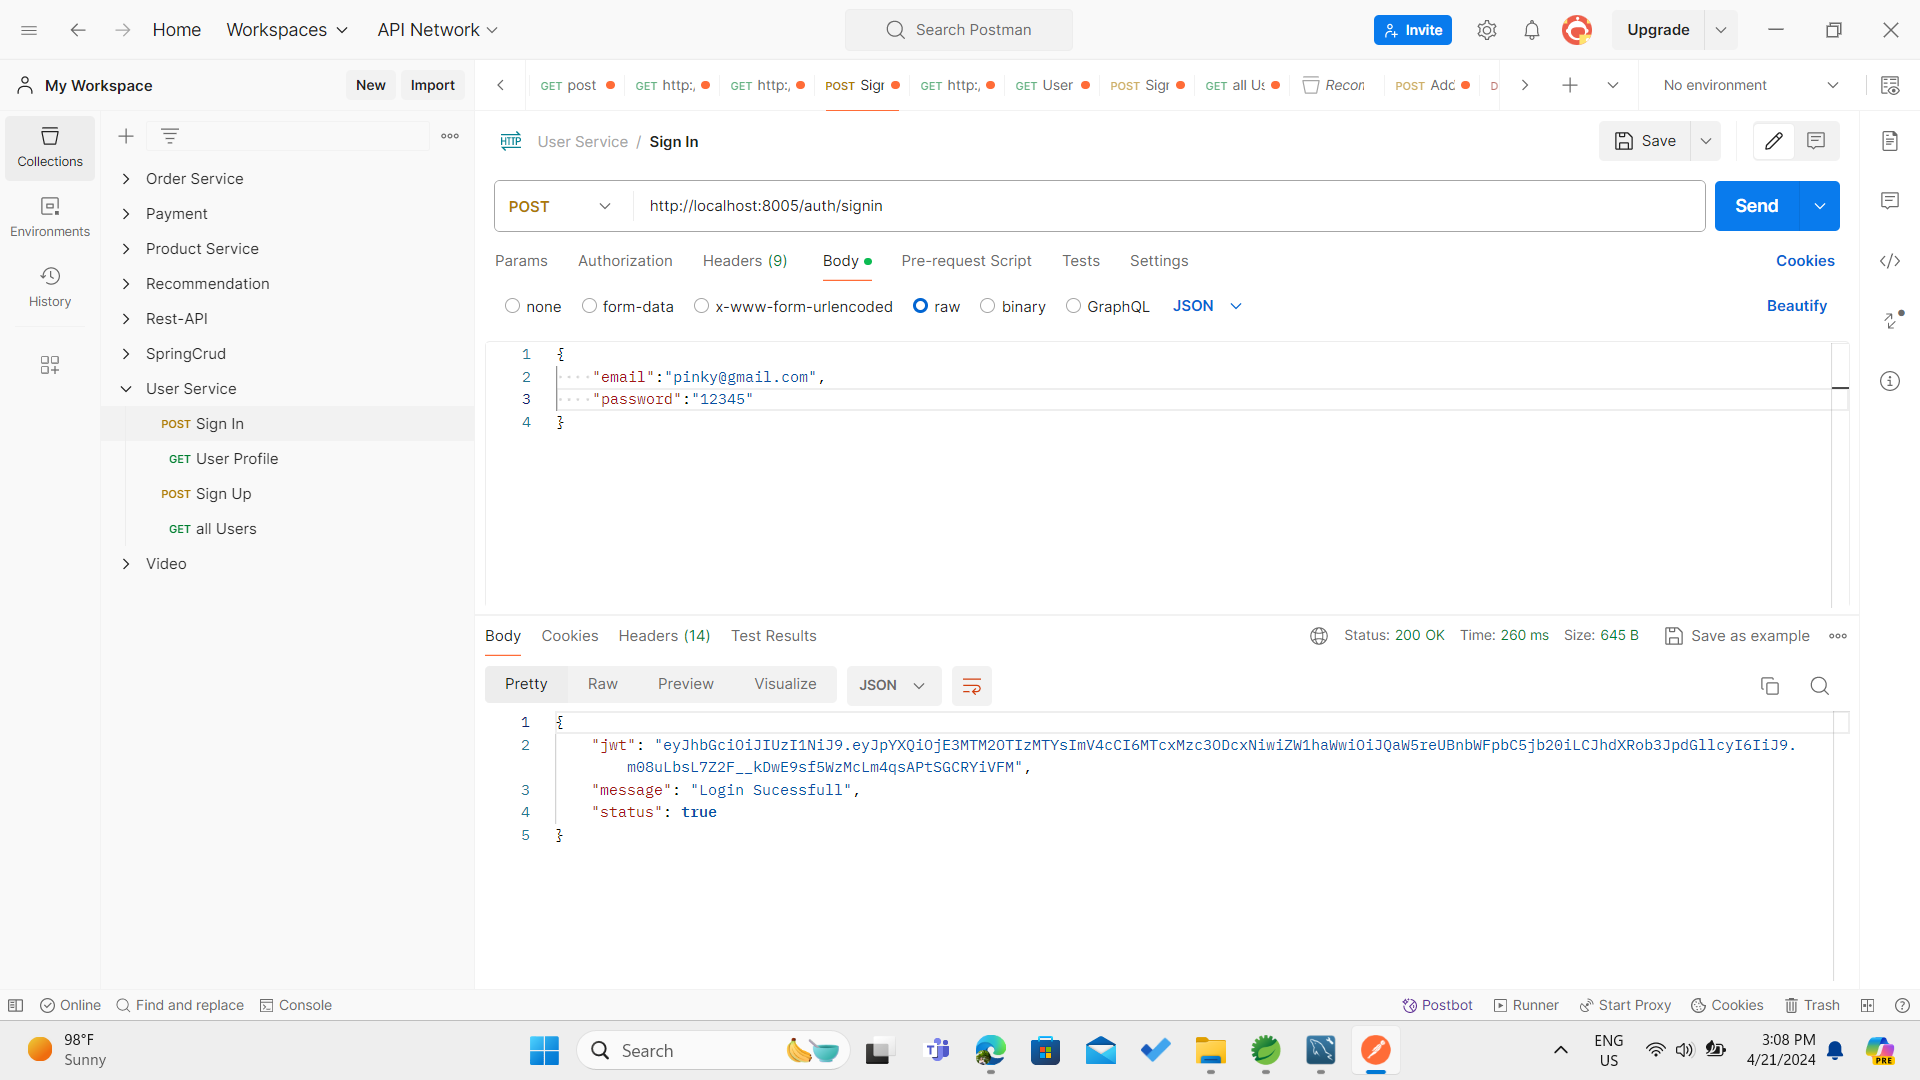 Home Workspaces API Network Search Postman Invite Upgrade
My Workspace New Import GET post GET http:/ GET http:/ POST Sigr GET http:/ GET User POST Sigr GET all Us Recon POST Adc D No environment
Collections
Environments
History
Order Service
Payment
Product Service
Recommendation
Rest-API
SpringCrud
User Service
POST Sign In
GET User Profile
POST Sign Up
GET all Users
Video
HTTP User Service / Sign In Save
POST http://localhost:8005/auth/signin Send
Params Authorization Headers (9) Body Pre-request Script Tests Settings Cookies
none form-data x-www-form-urlencoded raw binary GraphQL JSON Beautify
1 {
2 "email":"pinky@gmail.com",
3 "password":"12345"
4 }
Body Cookies Headers (14) Test Results Status: 200 OK Time: 260 ms Size: 645 B Save as example
Pretty Raw Preview Visualize JSON
1 {
2 "jwt": "eyJhbGciOiJIUzI1NiJ9.eyJpYXQiOjE3MTM2OTIzMTYsImV4cCI6MTcxMzc3ODcxNiwiZW1haWwiOiJQaW5reUBnbWFpbC5jb20iLCJhdXRob3JpdGllcyI6IiJ9.
m08uLbsL7Z2F__kDwE9sf5WzMcLm4qsAPtSGCRYiVFM",
3 "message": "Login Sucessfull",
4 "status": true
5 }
Online Find and replace Console Postbot Runner Start Proxy Cookies Trash
98°F
Sunny
Search
ENG
US
3:08 PM
4/21/2024
PRE